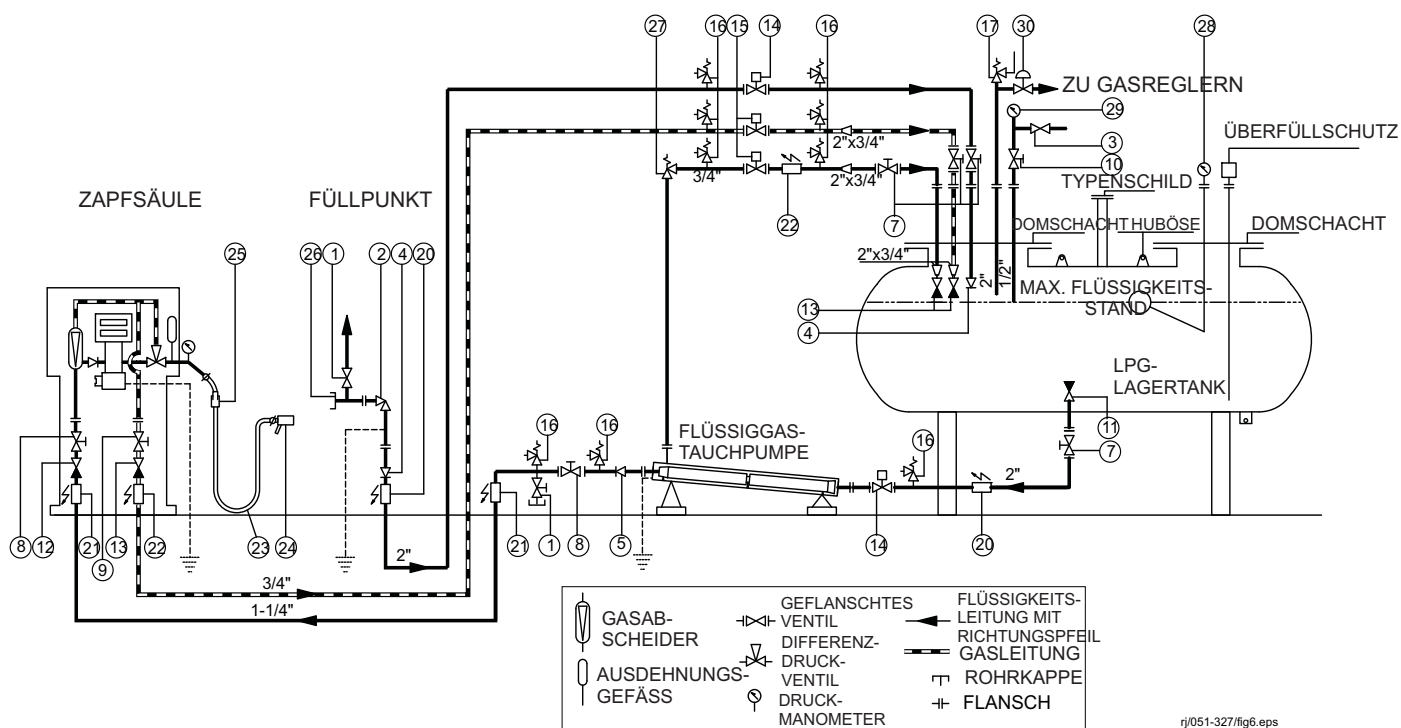 27
16
15
14
16
17
30
28
ZU GASREGLERN
29
3
ÜBERFÜLLSCHUTZ
10
TYPENSCHILD
2"x3/4"
3/4"
2"x3/4"
22
7
ZAPFSÄULE
FÜLLPUNKT
25
26
1
2
4
20
DOMSCHACHT
HUBÖSE
DOMSCHACHT
2"x3/4"
2"
1/2"
MAX. FLÜSSIGKEITS-
STAND
13
4
LPG-
LAGERTANK
11
7
16
16
FLÜSSIGGAS-
TAUCHPUMPE
16
2"
8
12
21
13
9
22
23
24
2"
21
1
8
5
14
20
3/4"
1-1/4"
GASAB-
SCHEIDER
AUSDEHNUNGS-
GEFÄSS
GEFLANSCHTES
VENTIL
DIFFERENZ-
DRUCK-
VENTIL
DRUCK-
MANOMETER
FLÜSSIGKEITS-
LEITUNG MIT
RICHTUNGSPFEIL
GASLEITUNG
ROHRKAPPE
FLANSCH
rj/051-327/fig6.eps